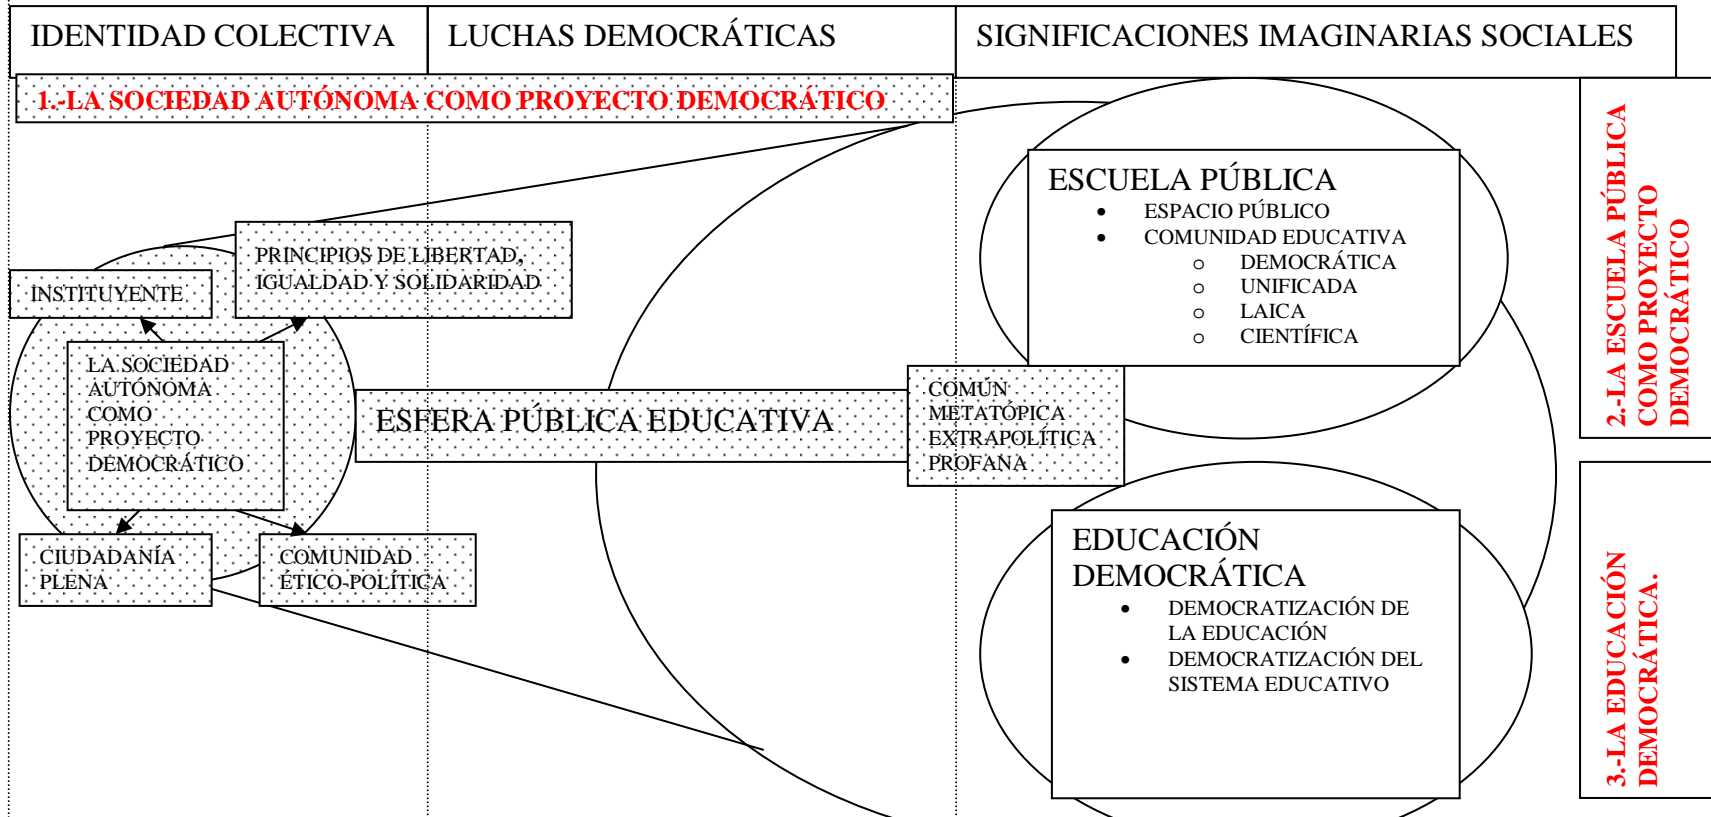 IDENTIDAD COLECTIVA
LUCHAS DEMOCRÁTICAS
SIGNIFICACIONES IMAGINARIAS SOCIALES
1.-LA SOCIEDAD AUTÓNOMA COMO PROYECTO DEMOCRÁTICO
PRINCIPIOS DE LIBERTAD,
IGUALDAD Y SOLIDARIDAD
INSTITUYENTE
LA SOCIEDAD
AUTÓNOMA
COMO
PROYECTO
DEMOCRÁTICO
CIUDADANÍA
PLENA
COMUNIDAD
ÉTICO-POLÍTICA
ESFERA PÚBLICA EDUCATIVA
COMÚN
METATÓPICA
EXTRAPOLÍTICA
PROFANA
ESCUELA PÚBLICA
• ESPACIO PÚBLICO
• COMUNIDAD EDUCATIVA
o DEMOCRÁTICA
o UNIFICADA
o LAICA
o CIENTÍFICA
EDUCACIÓN
DEMOCRÁTICA
• DEMOCRATIZACIÓN DE
LA EDUCACIÓN
• DEMOCRATIZACIÓN DEL
SISTEMA EDUCATIVO
2.-LA ESCUELA PÚBLICA
COMO PROYECTO
DEMOCRÁTICO
3.-LA EDUCACIÓN
DEMOCRÁTICA.